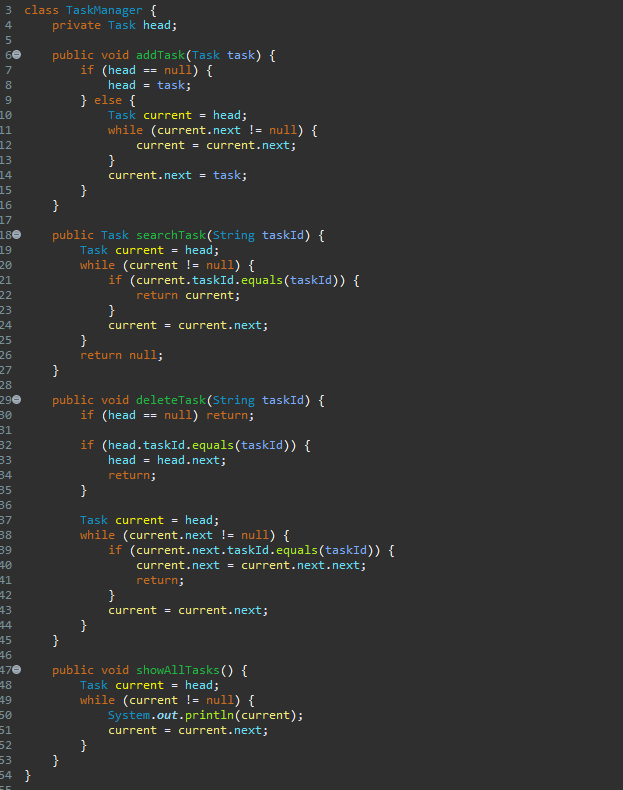 3 class TaskManager {
4     private Task head;
5
6     public void addTask(Task task) {
7         if (head == null) {
8             head = task;
9         } else {
10             Task current = head;
11             while (current.next != null) {
12                 current = current.next;
13             }
14             current.next = task;
15         }
16     }
17
18     public Task searchTask(String taskId) {
19         Task current = head;
20         while (current != null) {
21             if (current.taskId.equals(taskId)) {
22                 return current;
23             }
24             current = current.next;
25         }
26         return null;
27     }
28
29     public void deleteTask(String taskId) {
30         if (head == null) return;
31
32         if (head.taskId.equals(taskId)) {
33             head = head.next;
34             return;
35         }
36
37         Task current = head;
38         while (current.next != null) {
39             if (current.next.taskId.equals(taskId)) {
40                 current.next = current.next.next;
41                 return;
42             }
43             current = current.next;
44         }
45     }
46
47     public void showAllTasks() {
48         Task current = head;
49         while (current != null) {
50             System.out.println(current);
51             current = current.next;
52         }
53     }
54 }